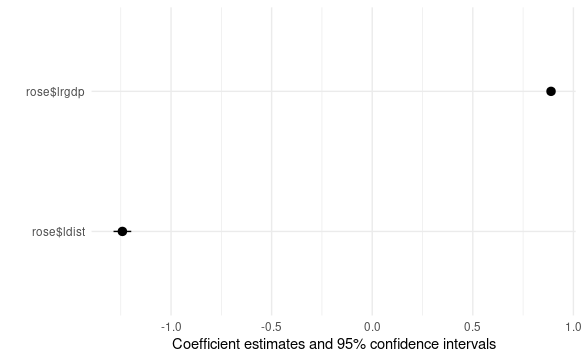 rose$lrgdp
rose$ldist
-1.0 -0.5 0.0 0.5 1.0
Coefficient estimates and 95% confidence intervals